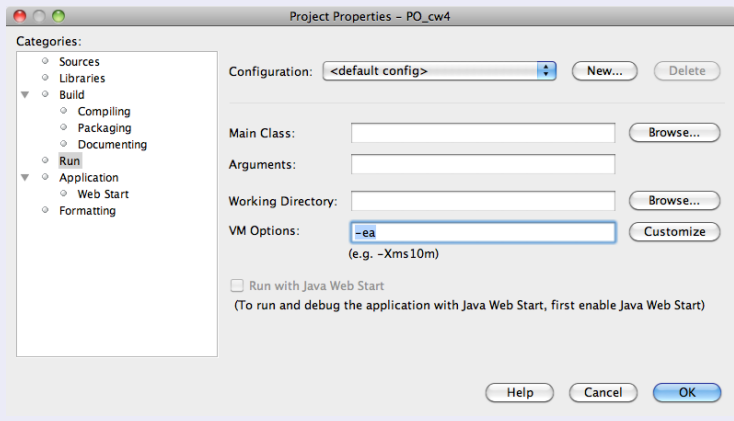 Project Properties – PO_cw4
Categories:
Sources
Libraries
Build
Compiling
Packaging
Documenting
Run
Application
Web Start
Formatting
Configuration: <default config> New... Delete
Main Class: Browse...
Arguments:
Working Directory: Browse...
VM Options: -ea Customize
(e.g. -Xms10m)
Run with Java Web Start
(To run and debug the application with Java Web Start, first enable Java Web Start)
Help Cancel OK